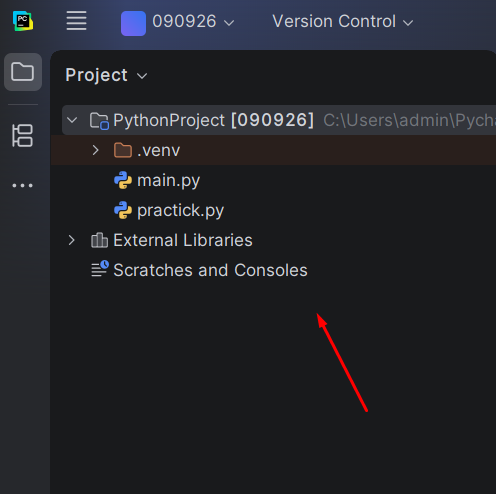 PC
090926
Version Control
Project
PythonProject [090926] C:\Users\admin\Pycha
.venv
main.py
practick.py
External Libraries
Scratches and Consoles